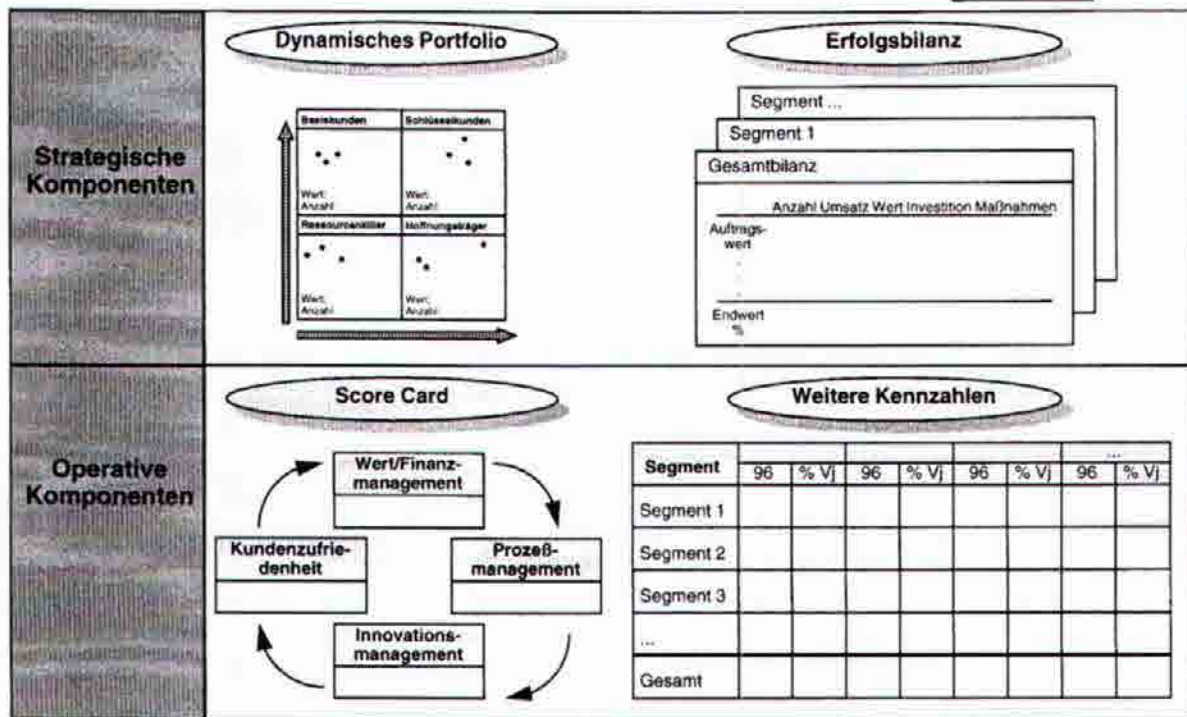 Strategische
Komponenten
Dynamisches Portfolio
Basiskunden
Schlüsselkunden
Wert:
Anzahl
Wert:
Anzahl
Ressourcenkiller
Hoffnungsträger
Wert:
Anzahl
Wert:
Anzahl
Erfolgsbilanz
Segment ...
Segment 1
Gesamtbilanz
Anzahl Umsatz Wert Investition Maßnahmen
Auftrags-
wert
Endwert
%
Operative
Komponenten
Score Card
Wert/Finanz-
management
Kundenzufrie-
denheit
Prozeß-
management
Innovations-
management
Weitere Kennzahlen
...
Segment 96 % Vj 96 % Vj 96 % Vj 96 % Vj
Segment 1
Segment 2
Segment 3
...
Gesamt